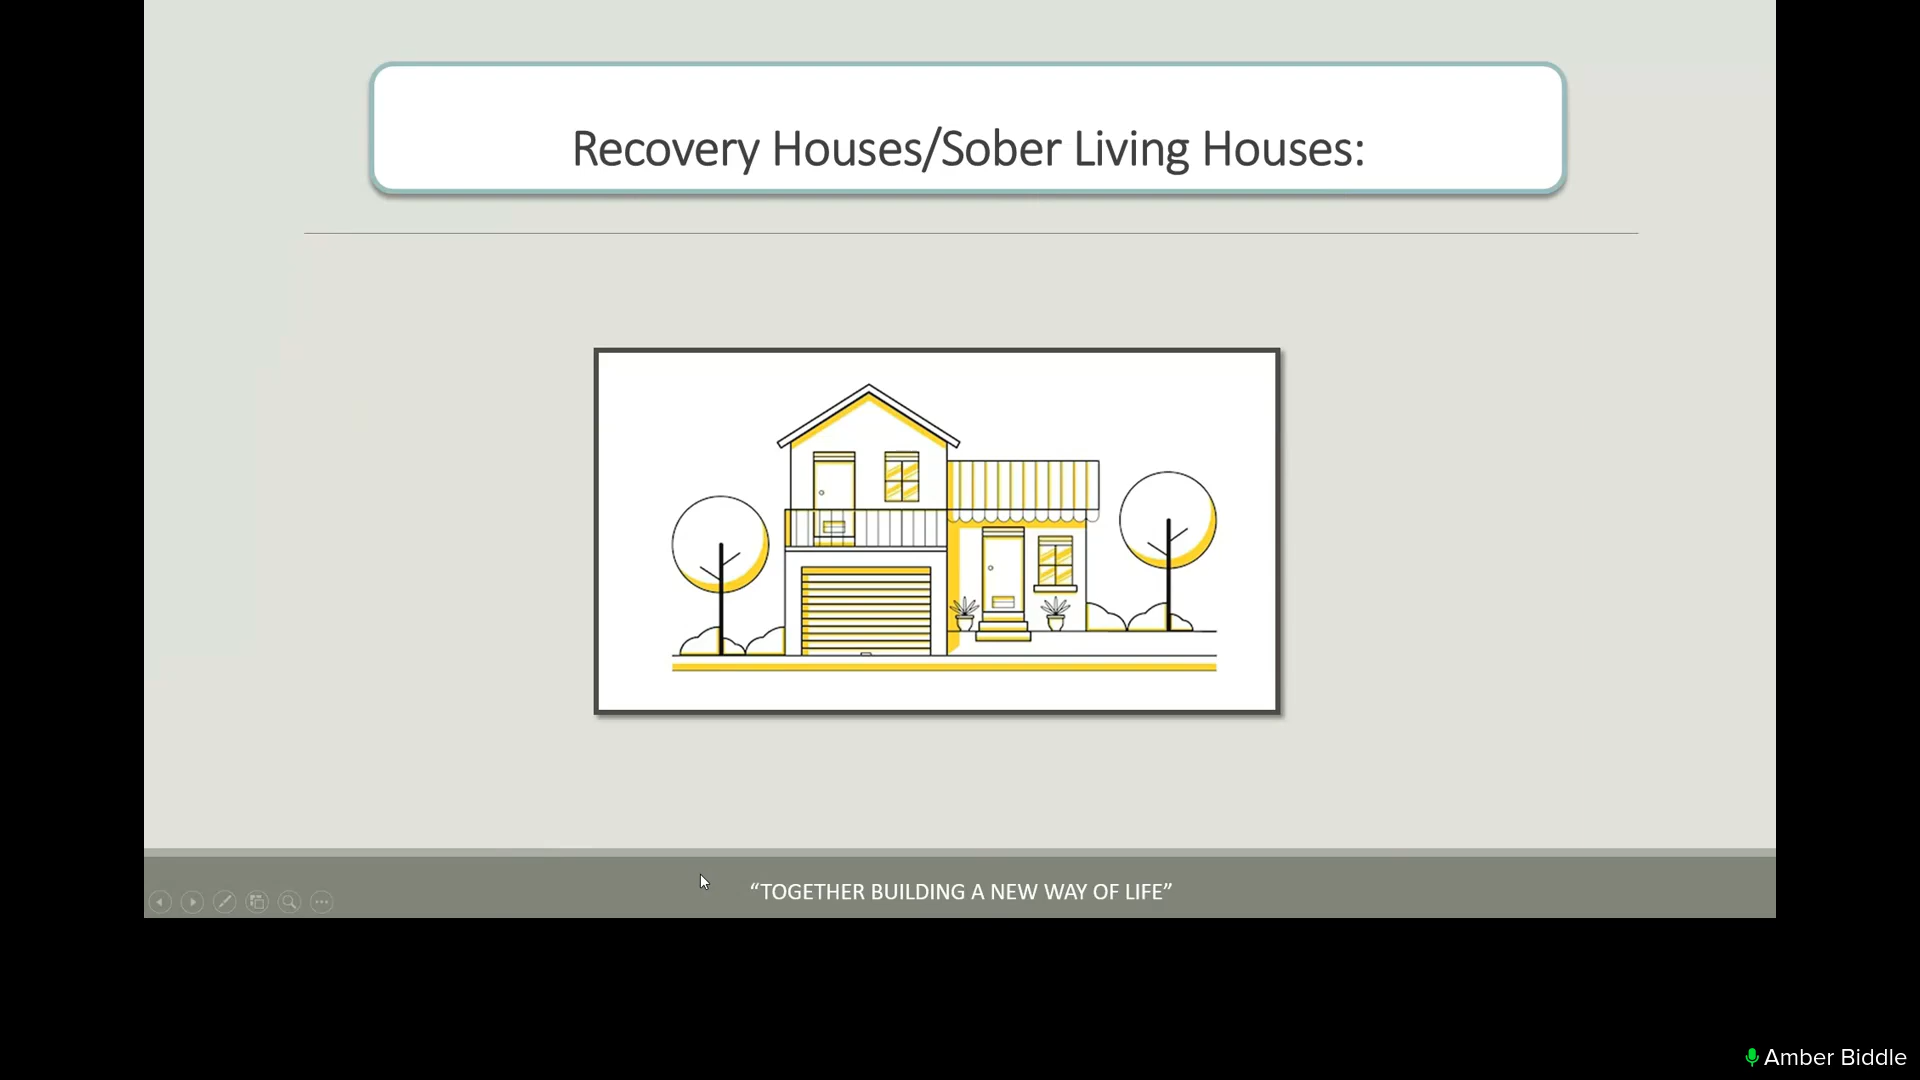 Recovery Houses/Sober Living Houses:
“TOGETHER BUILDING A NEW WAY OF LIFE”
Amber Biddle